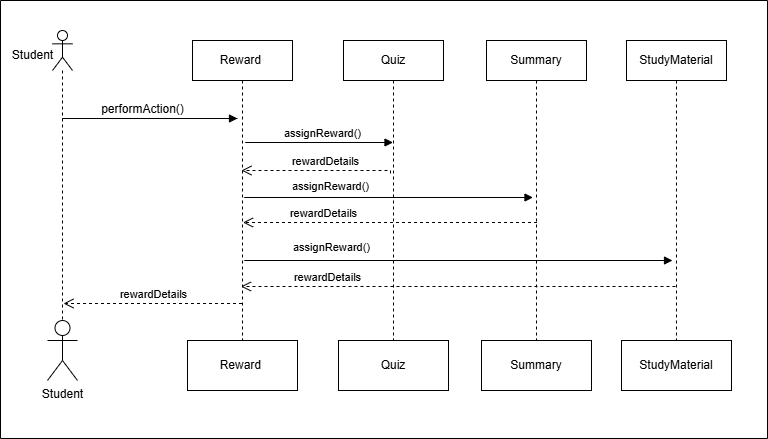 Student
Reward
Quiz
Summary
StudyMaterial
performAction()
assignReward()
rewardDetails
assignReward()
rewardDetails
assignReward()
rewardDetails
rewardDetails
Reward
Quiz
Summary
StudyMaterial
Student